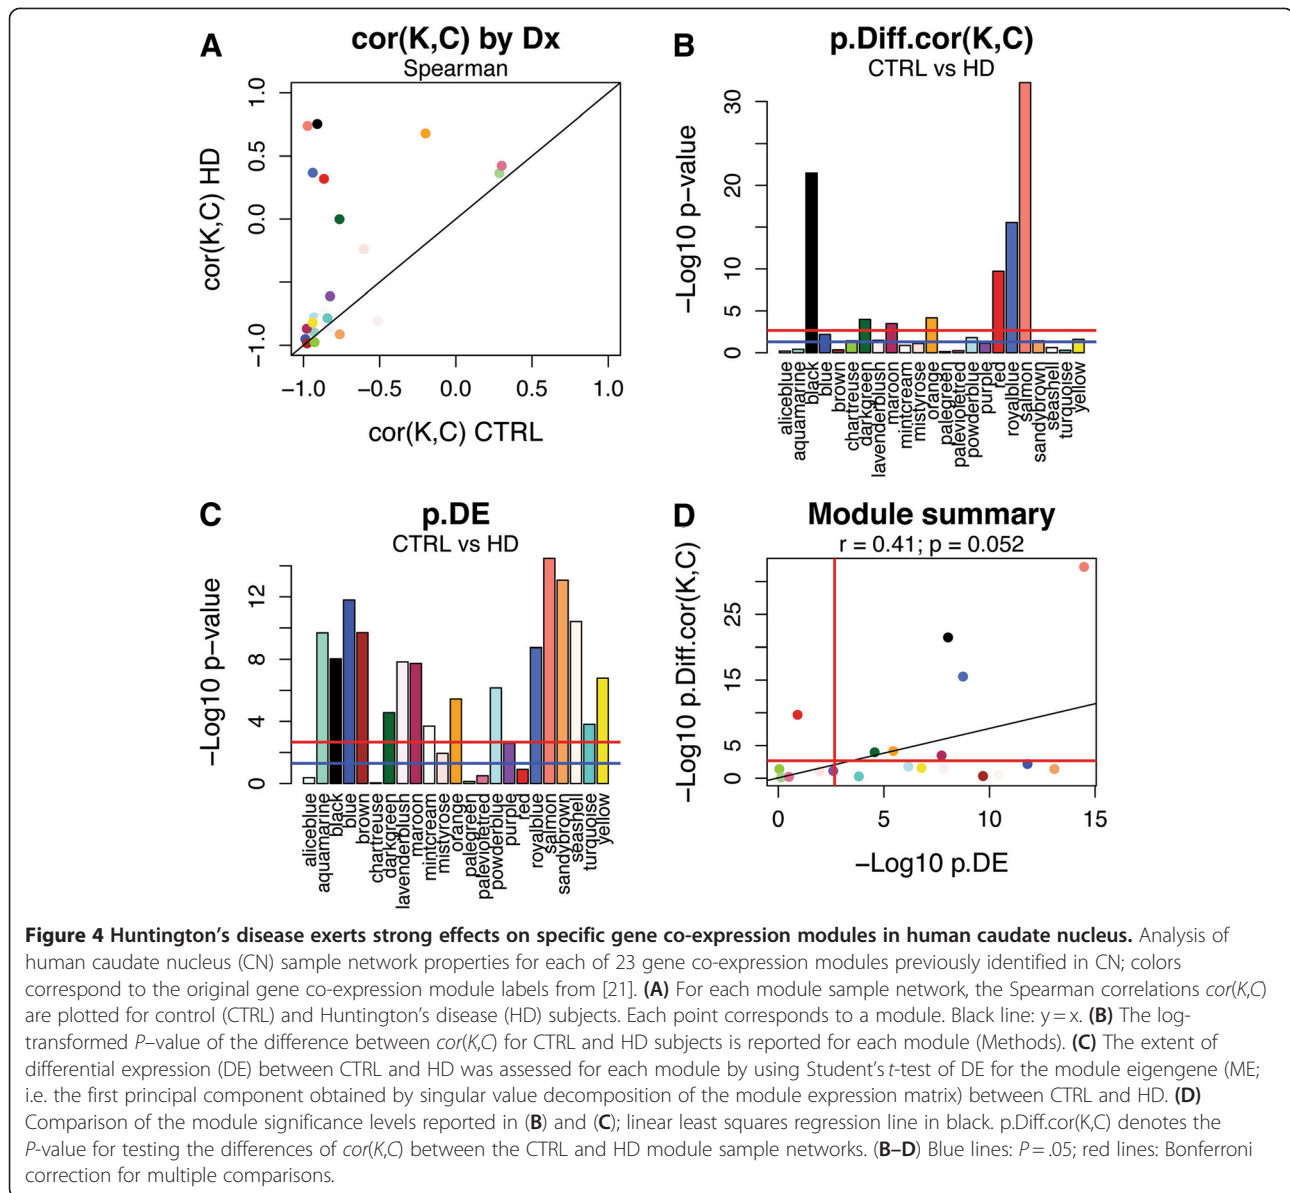 A
cor(K,C) by Dx
Spearman
cor(K,C) HD
1.0
0.5
0.0
−1.0
−1.0
−0.5
0.0
0.5
1.0
cor(K,C) CTRL
B
p.Diff.cor(K,C)
CTRL vs HD
−Log10 p−value
30
20
10
5
0
aliceblue
aquamarine
black
blue
brown
chartreuse
darkgreen
lavenderblush
maroon
mintcream
mistyrose
orange
palegreen
palevioletred
powderblue
purple
red
royalblue
salmon
sandybrown
seashell
turquoise
yellow
C
p.DE
CTRL vs HD
−Log10 p−value
12
8
4
0
aliceblue
aquamarine
black
blue
brown
chartreuse
darkgreen
lavenderblush
maroon
mintcream
mistyrose
orange
palegreen
palevioletred
powderblue
purple
red
royalblue
salmon
sandybrown
seashell
turquoise
yellow
D
Module summary
r = 0.41; p = 0.052
−Log10 p.Diff.cor(K,C)
25
15
5
0
0
5
10
15
−Log10 p.DE
Figure 4 Huntington's disease exerts strong effects on specific gene co-expression modules in human caudate nucleus. Analysis of
human caudate nucleus (CN) sample network properties for each of 23 gene co-expression modules previously identified in CN; colors
correspond to the original gene co-expression module labels from [21]. (A) For each module sample network, the Spearman correlations cor(K,C)
are plotted for control (CTRL) and Huntington's disease (HD) subjects. Each point corresponds to a module. Black line: y = x. (B) The log-
transformed P–value of the difference between cor(K,C) for CTRL and HD subjects is reported for each module (Methods). (C) The extent of
differential expression (DE) between CTRL and HD was assessed for each module by using Student's t-test of DE for the module eigengene (ME;
i.e. the first principal component obtained by singular value decomposition of the module expression matrix) between CTRL and HD. (D)
Comparison of the module significance levels reported in (B) and (C); linear least squares regression line in black. p.Diff.cor(K,C) denotes the
P-value for testing the differences of cor(K,C) between the CTRL and HD module sample networks. (B–D) Blue lines: P = .05; red lines: Bonferroni
correction for multiple comparisons.